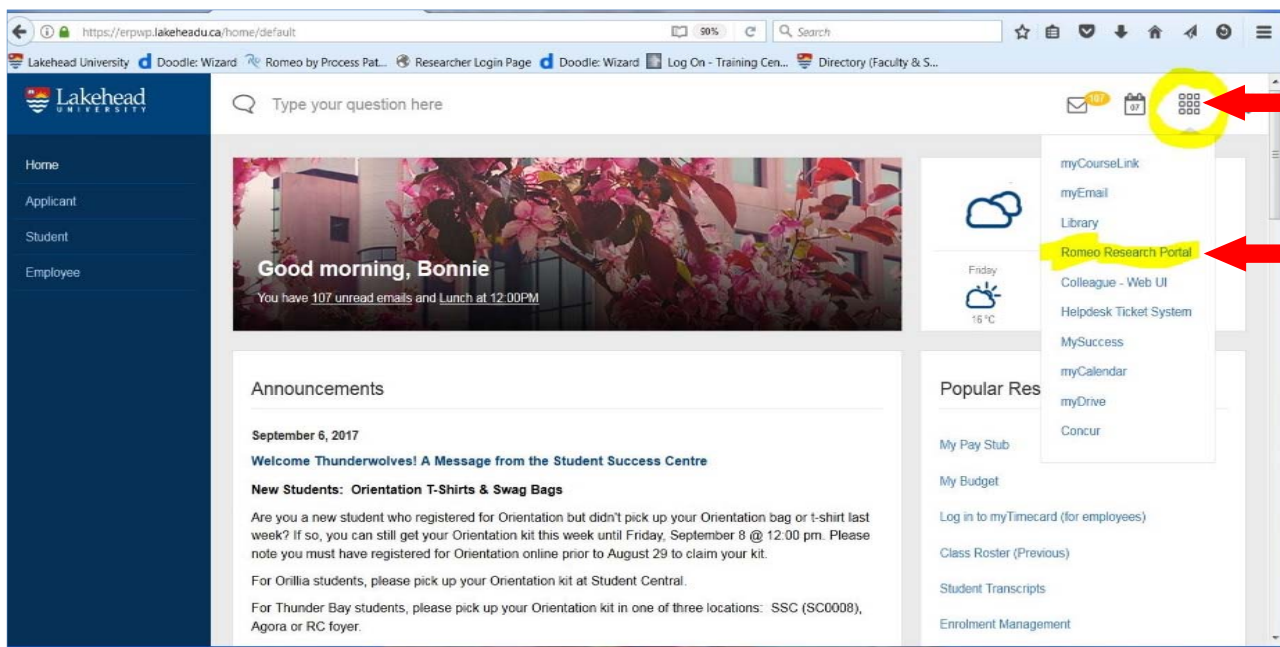 https://erpwp.lakeheadu.ca/home/default
90%
Search
Lakehead University
Doodle: Wizard
Romeo by Process Pat...
Researcher Login Page
Doodle: Wizard
Log On - Training Cen...
Directory (Faculty & S...
Lakehead
UNIVERSITY
Type your question here
107
07
Home
Applicant
Student
Employee
Good morning, Bonnie
You have 107 unread emails and Lunch at 12:00PM
Friday
16 °C
myCourseLink
myEmail
Library
Romeo Research Portal
Colleague - Web UI
Helpdesk Ticket System
MySuccess
myCalendar
myDrive
Concur
Announcements
September 6, 2017
Welcome Thunderwolves! A Message from the Student Success Centre
New Students: Orientation T-Shirts & Swag Bags
Are you a new student who registered for Orientation but didn't pick up your Orientation bag or t-shirt last
week? If so, you can still get your Orientation kit this week until Friday, September 8 @ 12:00 pm. Please
note you must have registered for Orientation online prior to August 29 to claim your kit.
For Orillia students, please pick up your Orientation kit at Student Central.
For Thunder Bay students, please pick up your Orientation kit in one of three locations: SSC (SC0008),
Agora or RC foyer.
Popular Res
My Pay Stub
My Budget
Log in to myTimecard (for employees)
Class Roster (Previous)
Student Transcripts
Enrolment Management